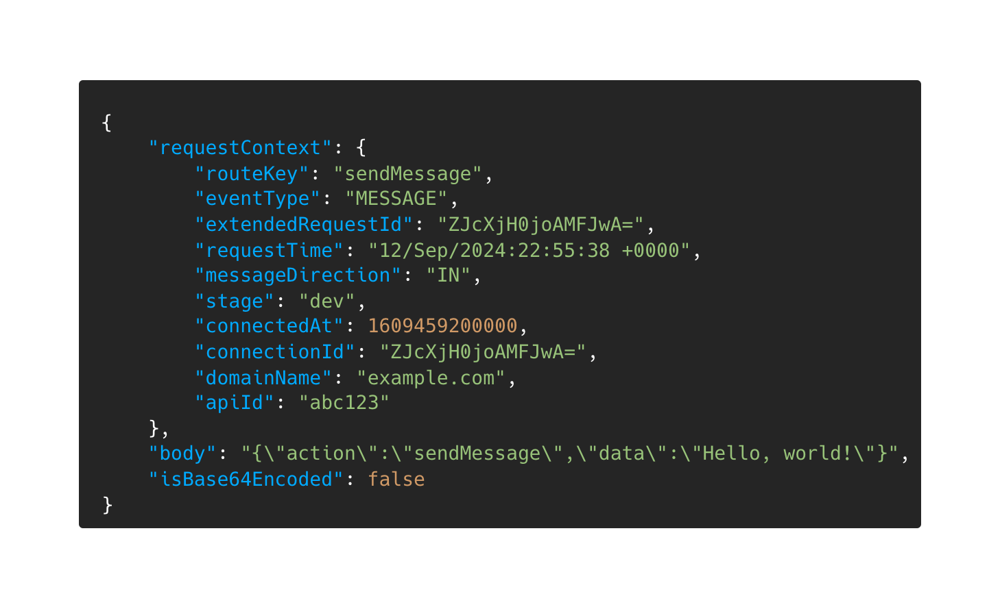 {
    "requestContext": {
        "routeKey": "sendMessage",
        "eventType": "MESSAGE",
        "extendedRequestId": "ZJcXjH0joAMFJwA=",
        "requestTime": "12/Sep/2024:22:55:38 +0000",
        "messageDirection": "IN",
        "stage": "dev",
        "connectedAt": 1609459200000,
        "connectionId": "ZJcXjH0joAMFJwA=",
        "domainName": "example.com",
        "apiId": "abc123"
    },
    "body": "{\"action\":\"sendMessage\",\"data\":\"Hello, world!\"}",
    "isBase64Encoded": false
}